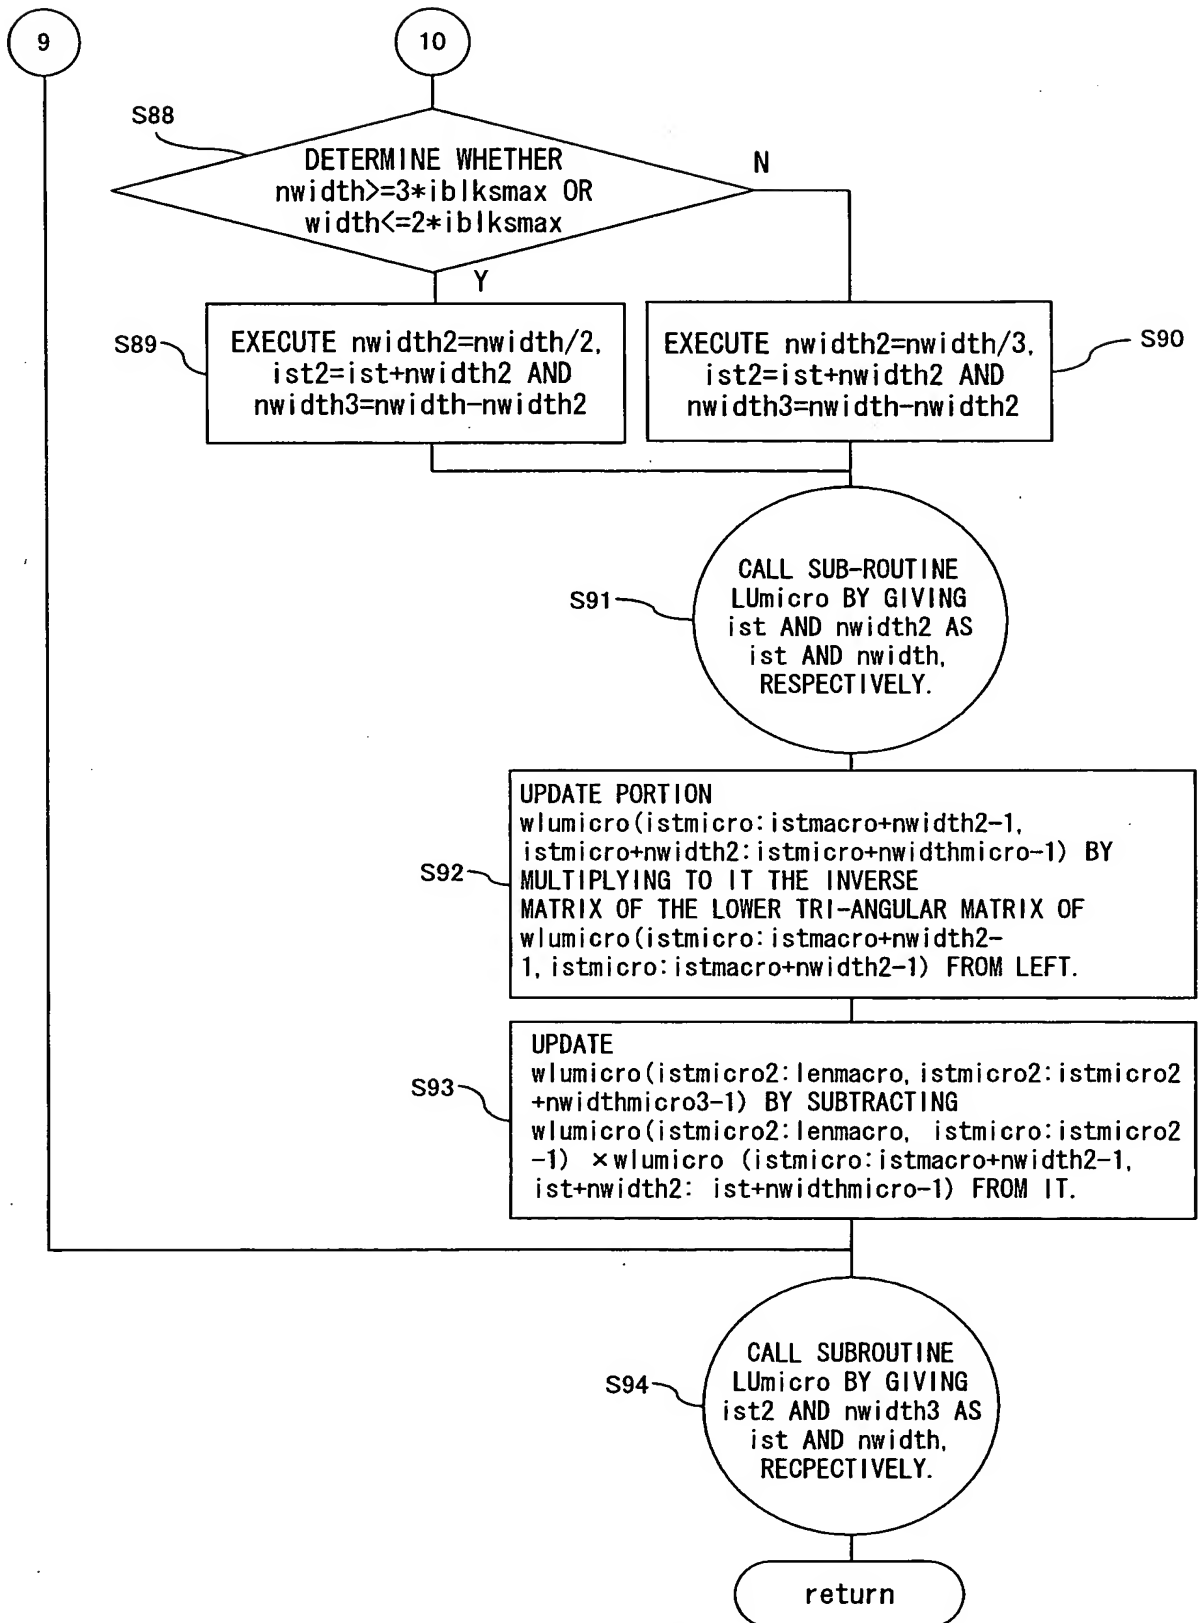 9
10
S88
DETERMINE WHETHER
nwidth>=3*iblksmax OR
width<=2*iblksmax
N
Y
S89
EXECUTE nwidth2=nwidth/2,
ist2=ist+nwidth2 AND
nwidth3=nwidth-nwidth2
EXECUTE nwidth2=nwidth/3,
ist2=ist+nwidth2 AND
nwidth3=nwidth-nwidth2
S90
S91
CALL SUB-ROUTINE
LUmicro BY GIVING
ist AND nwidth2 AS
ist AND nwidth,
RESPECTIVELY.
S92
UPDATE PORTION
wlumicro(istmicro:istmacro+nwidth2-1,
istmicro+nwidth2:istmicro+nwidthmicro-1) BY
MULTIPLYING TO IT THE INVERSE
MATRIX OF THE LOWER TRI-ANGULAR MATRIX OF
wlumicro(istmicro:istmacro+nwidth2-
1,istmicro:istmacro+nwidth2-1) FROM LEFT.
S93
UPDATE
wlumicro(istmicro2:lenmacro,istmicro2:istmicro2
+nwidthmicro3-1) BY SUBTRACTING
wlumicro(istmicro2:lenmacro, istmicro:istmicro2
-1) ×wlumicro (istmicro:istmacro+nwidth2-1,
ist+nwidth2: ist+nwidthmicro-1) FROM IT.
S94
CALL SUBROUTINE
LUmicro BY GIVING
ist2 AND nwidth3 AS
ist AND nwidth,
RECPECTIVELY.
return